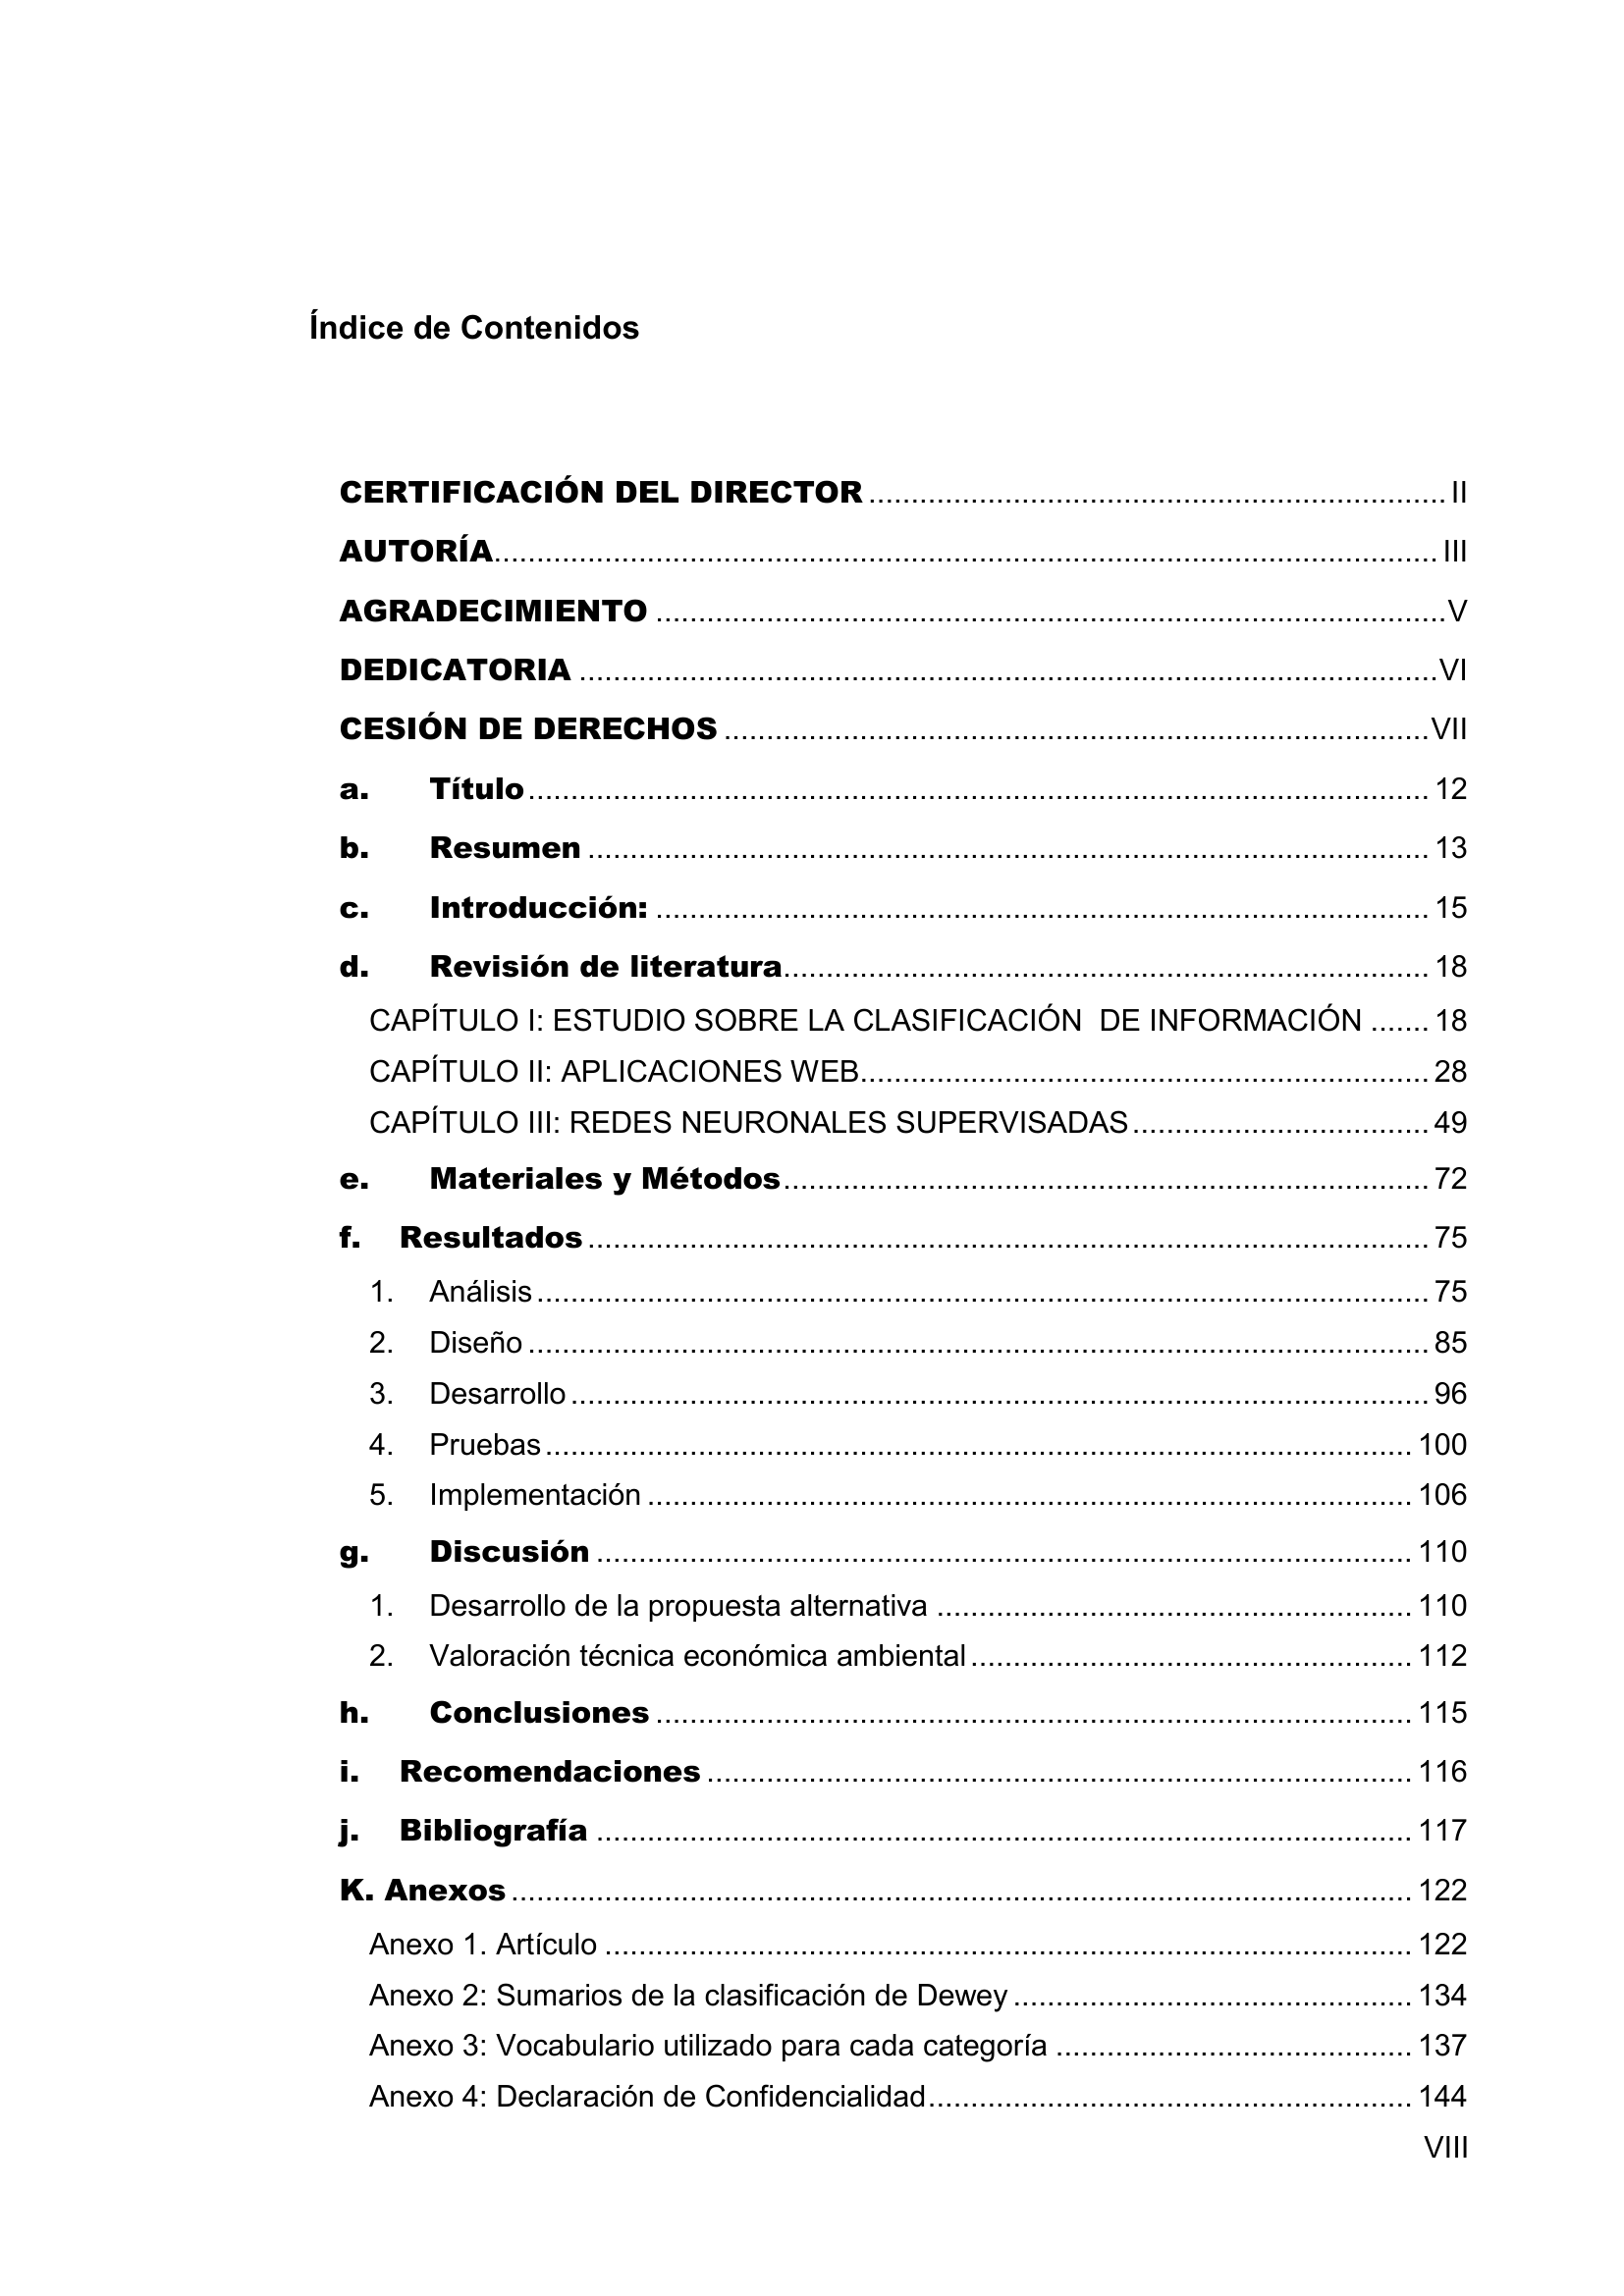 Índice de Contenidos
CERTIFICACIÓN DEL DIRECTOR ........ II
AUTORÍA ........ III
AGRADECIMIENTO ........ V
DEDICATORIA ........ VI
CESIÓN DE DERECHOS ........ VII
a. Título ........ 12
b. Resumen ........ 13
c. Introducción: ........ 15
d. Revisión de literatura ........ 18
CAPÍTULO I: ESTUDIO SOBRE LA CLASIFICACIÓN DE INFORMACIÓN ....... 18
CAPÍTULO II: APLICACIONES WEB ........ 28
CAPÍTULO III: REDES NEURONALES SUPERVISADAS ........ 49
e. Materiales y Métodos ........ 72
f. Resultados ........ 75
1. Análisis ........ 75
2. Diseño ........ 85
3. Desarrollo ........ 96
4. Pruebas ........ 100
5. Implementación ........ 106
g. Discusión ........ 110
1. Desarrollo de la propuesta alternativa ........ 110
2. Valoración técnica económica ambiental ........ 112
h. Conclusiones ........ 115
i. Recomendaciones ........ 116
j. Bibliografía ........ 117
K. Anexos ........ 122
Anexo 1. Artículo ........ 122
Anexo 2: Sumarios de la clasificación de Dewey ........ 134
Anexo 3: Vocabulario utilizado para cada categoría ........ 137
Anexo 4: Declaración de Confidencialidad ........ 144
VIII